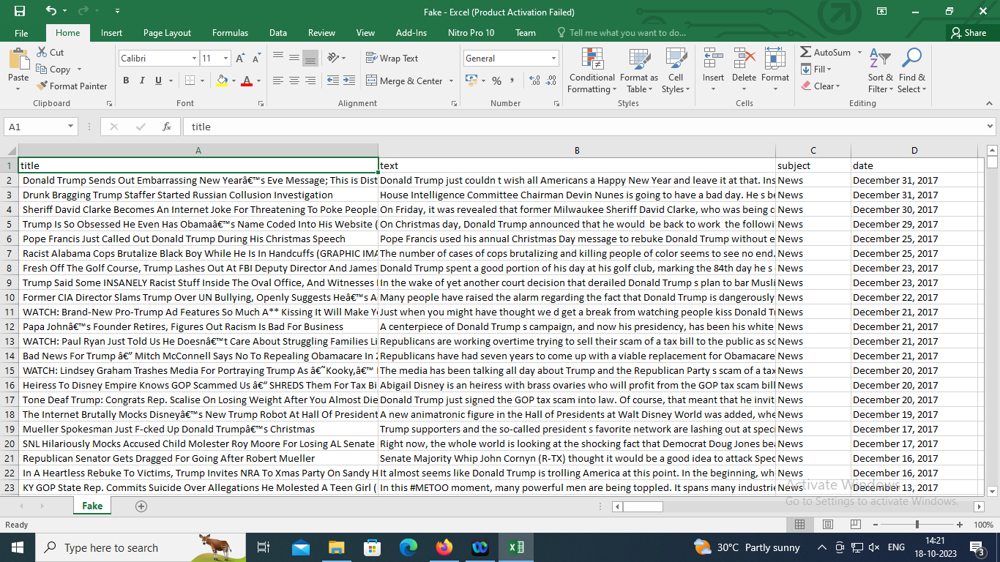 Fake - Excel (Product Activation Failed)
File Home Insert Page Layout Formulas Data Review View Add-Ins Nitro Pro 10 Team Tell me what you want to do... Share
Cut
Copy
Format Painter
Paste
Calibri 11
B I U
Wrap Text
Merge & Center
General
Conditional Formatting
Format as Table
Cell Styles
Insert Delete Format
AutoSum
Fill
Clear
Sort & Filter
Find & Select
Clipboard Font Alignment Number Styles Cells Editing
A1 fx title
A B C D
1 title text subject date
2 Donald Trump Sends Out Embarrassing New Yearâ€™s Eve Message; This is Dist Donald Trump just couldn t wish all Americans a Happy New Year and leave it at that. Ins News December 31, 2017
3 Drunk Bragging Trump Staffer Started Russian Collusion Investigation House Intelligence Committee Chairman Devin Nunes is going to have a bad day. He s be News December 31, 2017
4 Sheriff David Clarke Becomes An Internet Joke For Threatening To Poke People On Friday, it was revealed that former Milwaukee Sheriff David Clarke, who was being c News December 30, 2017
5 Trump Is So Obsessed He Even Has Obamaâ€™s Name Coded Into His Website ( On Christmas day, Donald Trump announced that he would be back to work the followi News December 29, 2017
6 Pope Francis Just Called Out Donald Trump During His Christmas Speech Pope Francis used his annual Christmas Day message to rebuke Donald Trump without e News December 25, 2017
7 Racist Alabama Cops Brutalize Black Boy While He Is In Handcuffs (GRAPHIC IMA The number of cases of cops brutalizing and killing people of color seems to see no end. News December 25, 2017
8 Fresh Off The Golf Course, Trump Lashes Out At FBI Deputy Director And James Donald Trump spent a good portion of his day at his golf club, marking the 84th day he s News December 23, 2017
9 Trump Said Some INSANELY Racist Stuff Inside The Oval Office, And Witnesses In the wake of yet another court decision that derailed Donald Trump s plan to bar Musli News December 23, 2017
10 Former CIA Director Slams Trump Over UN Bullying, Openly Suggests Heâ€™s A Many people have raised the alarm regarding the fact that Donald Trump is dangerously News December 22, 2017
11 WATCH: Brand-New Pro-Trump Ad Features So Much A** Kissing It Will Make Y Just when you might have thought we d get a break from watching people kiss Donald Tr News December 21, 2017
12 Papa Johnâ€™s Founder Retires, Figures Out Racism Is Bad For Business A centerpiece of Donald Trump s campaign, and now his presidency, has been his white News December 21, 2017
13 WATCH: Paul Ryan Just Told Us He Doesnâ€™t Care About Struggling Families Li Republicans are working overtime trying to sell their scam of a tax bill to the public as so News December 21, 2017
14 Bad News For Trump â€” Mitch McConnell Says No To Repealing Obamacare In 2 Republicans have had seven years to come up with a viable replacement for Obamacare News December 21, 2017
15 WATCH: Lindsey Graham Trashes Media For Portraying Trump As â€˜Kooky,â€™ The media has been talking all day about Trump and the Republican Party s scam of a tax News December 20, 2017
16 Heiress To Disney Empire Knows GOP Scammed Us â€“ SHREDS Them For Tax Bi Abigail Disney is an heiress with brass ovaries who will profit from the GOP tax scam bill News December 20, 2017
17 Tone Deaf Trump: Congrats Rep. Scalise On Losing Weight After You Almost Die Donald Trump just signed the GOP tax scam into law. Of course, that meant that he invit News December 20, 2017
18 The Internet Brutally Mocks Disneyâ€™s New Trump Robot At Hall Of President A new animatronic figure in the Hall of Presidents at Walt Disney World was added, whe News December 19, 2017
19 Mueller Spokesman Just F-cked Up Donald Trumpâ€™s Christmas Trump supporters and the so-called president s favorite network are lashing out at speci News December 17, 2017
20 SNL Hilariously Mocks Accused Child Molester Roy Moore For Losing AL Senate Right now, the whole world is looking at the shocking fact that Democrat Doug Jones bea News December 17, 2017
21 Republican Senator Gets Dragged For Going After Robert Mueller Senate Majority Whip John Cornyn (R-TX) thought it would be a good idea to attack Spec News December 16, 2017
22 In A Heartless Rebuke To Victims, Trump Invites NRA To Xmas Party On Sandy H It almost seems like Donald Trump is trolling America at this point. In the beginning, wh News December 16, 2017
23 KY GOP State Rep. Commits Suicide Over Allegations He Molested A Teen Girl ( In this #METOO moment, many powerful men are being toppled. It spans many industrie News December 13, 2017
Activate Windows
Go to Settings to activate Windows.
Fake
Ready 100%
Type here to search
30°C Partly sunny ENG 14:21
18-10-2023 3